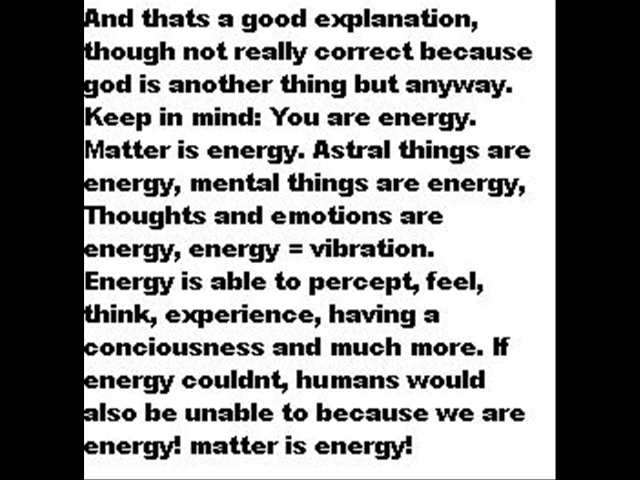 And thats a good explanation,
though not really correct because
god is another thing but anyway.
Keep in mind: You are energy.
Matter is energy. Astral things are
energy, mental things are energy,
Thoughts and emotions are
energy, energy = vibration.
Energy is able to percept, feel,
think, experience, having a
conciousness and much more. If
energy couldnt, humans would
also be unable to because we are
energy! matter is energy!